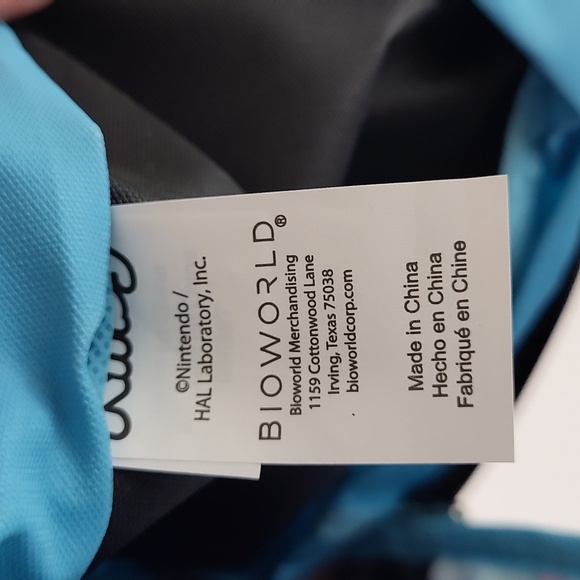 ©Nintendo /
HAL Laboratory, Inc.
BIOWORLD®
Bioworld Merchandising
1159 Cottonwood Lane
Irving, Texas 75038
bioworldcorp.com
Made in China
Hecho en China
Fabriqué en Chine